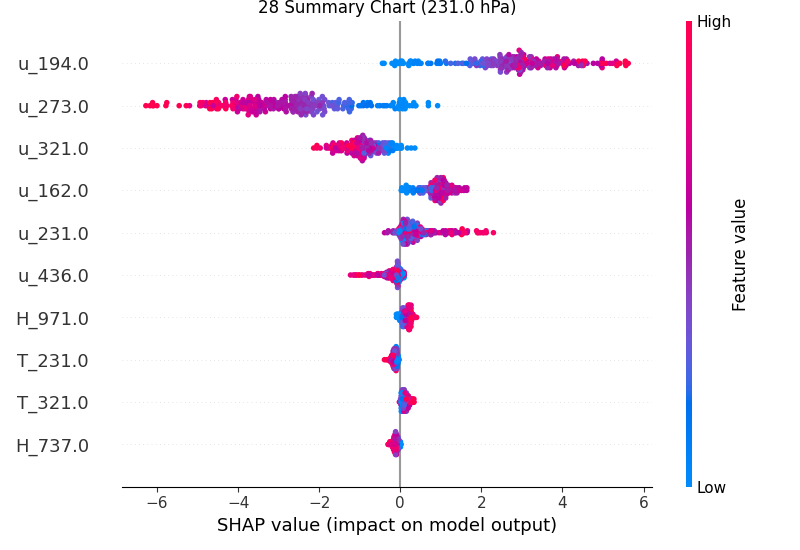 28 Summary Chart (231.0 hPa)
High
u_194.0
u_273.0
u_321.0
u_162.0
u_231.0
u_436.0
H_971.0
T_231.0
T_321.0
H_737.0
Feature value
Low
−6 −4 −2 0 2 4 6
SHAP value (impact on model output)